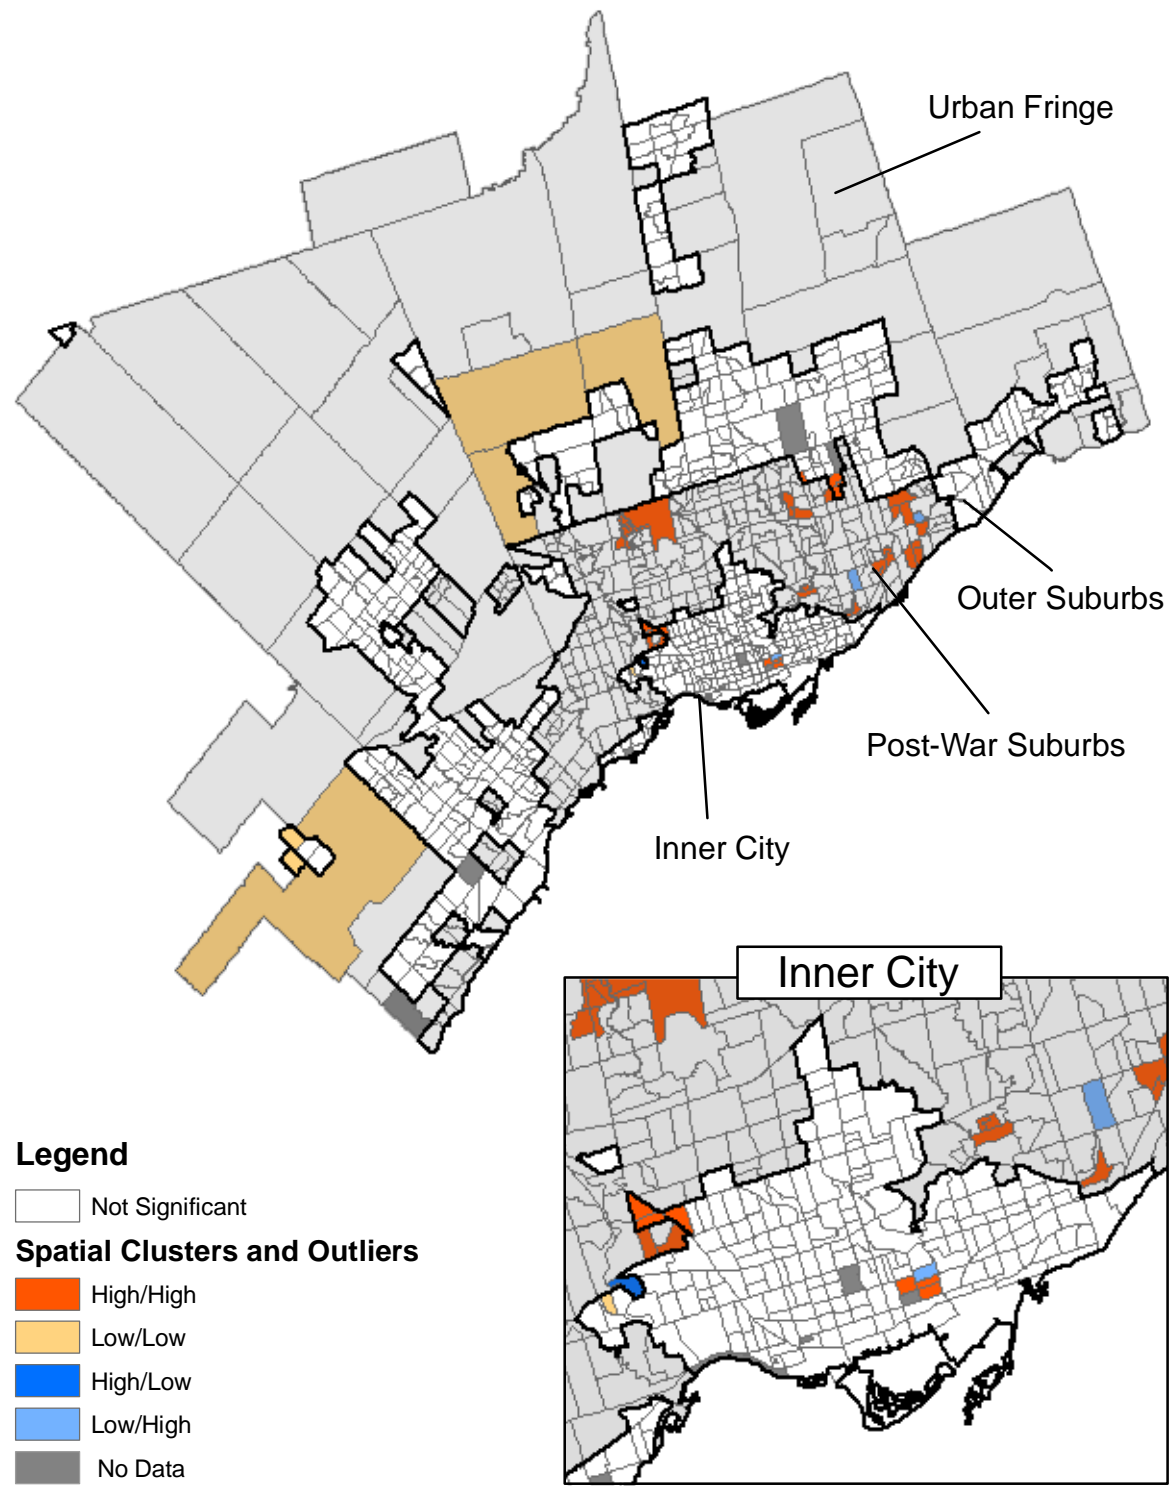 Urban Fringe
Outer Suburbs
Post-War Suburbs
Inner City
Inner City
Legend
Not Significant
Spatial Clusters and Outliers
High/High
Low/Low
High/Low
Low/High
No Data